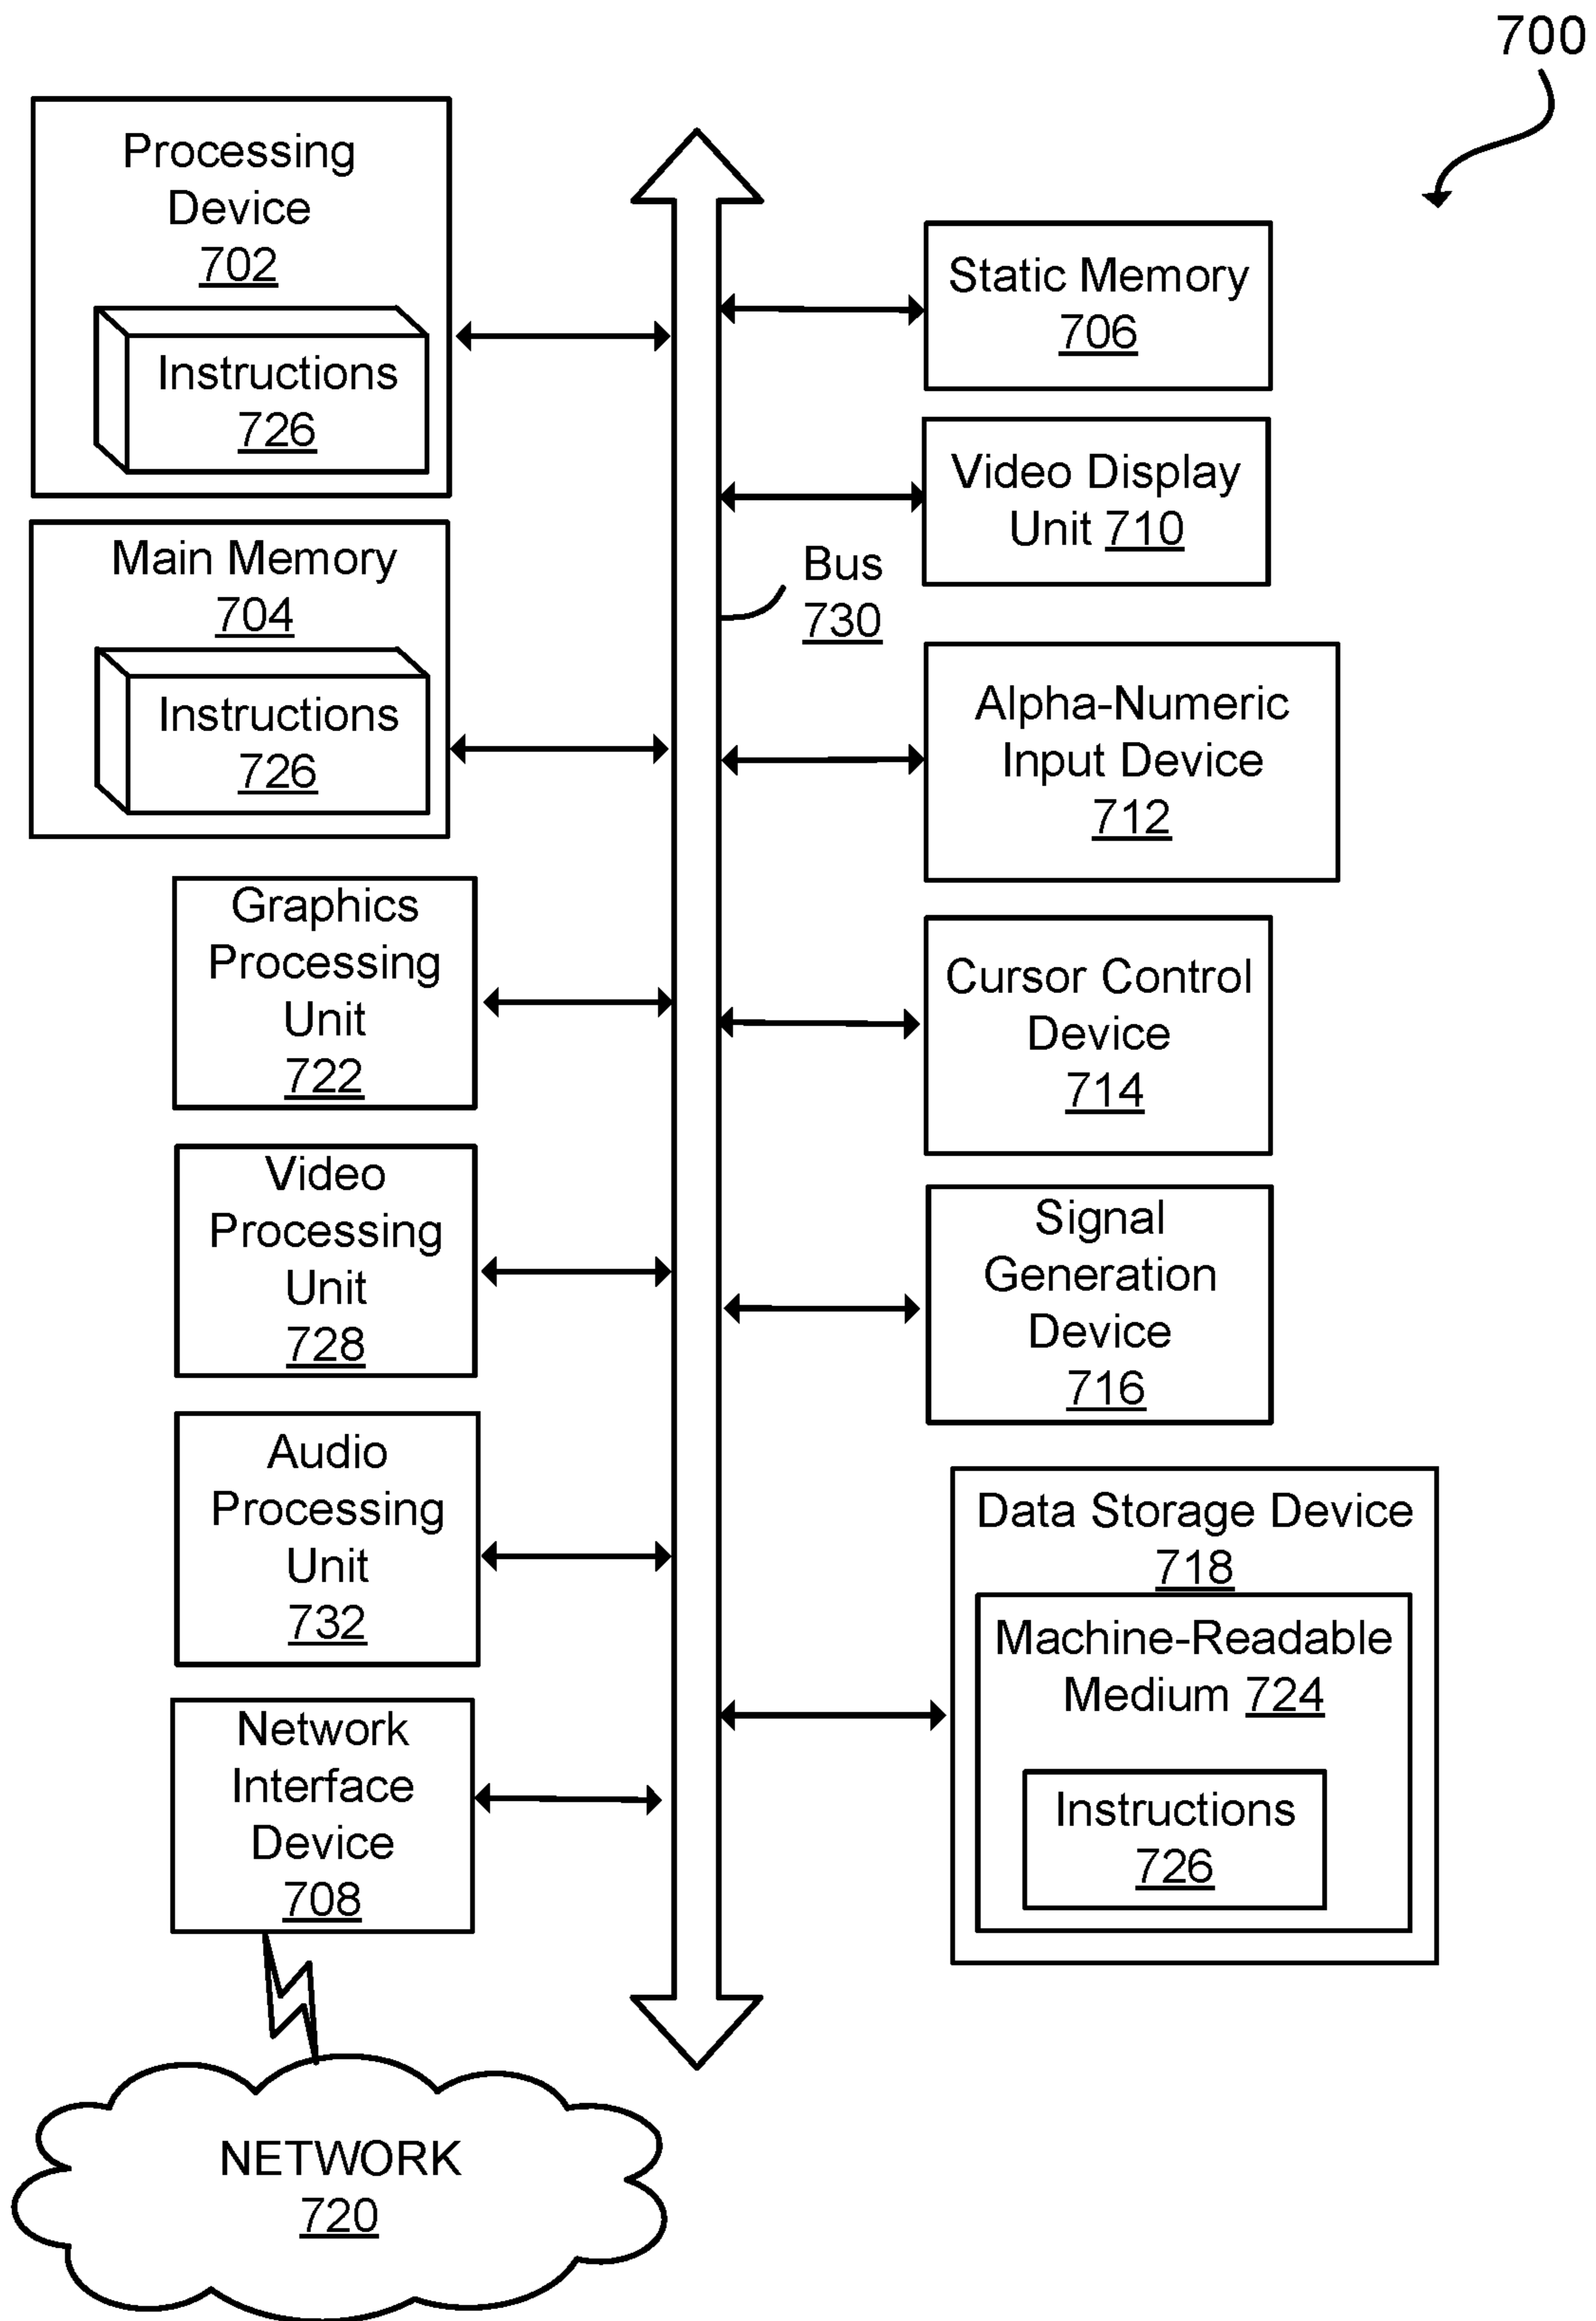 700
Processing
Device
702
Instructions
726
Main Memory
704
Instructions
726
Graphics
Processing
Unit
722
Video
Processing
Unit
728
Audio
Processing
Unit
732
Network
Interface
Device
708
NETWORK
720
Bus
730
Static Memory
706
Video Display
Unit 710
Alpha-Numeric
Input Device
712
Cursor Control
Device
714
Signal
Generation
Device
716
Data Storage Device
718
Machine-Readable
Medium 724
Instructions
726